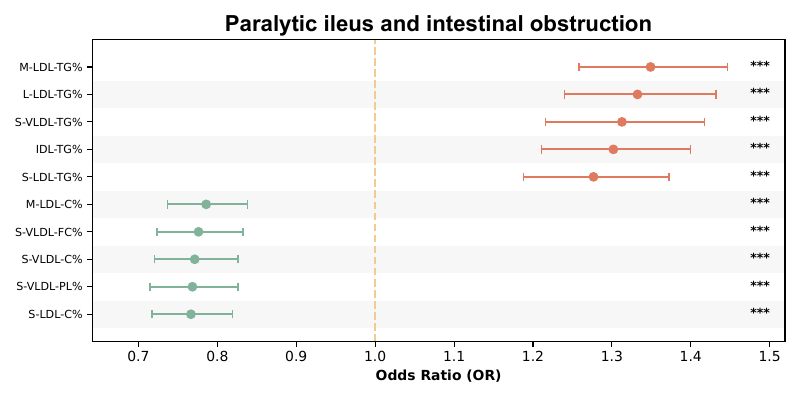 Paralytic ileus and intestinal obstruction
M-LDL-TG% ***
L-LDL-TG% ***
S-VLDL-TG% ***
IDL-TG% ***
S-LDL-TG% ***
M-LDL-C% ***
S-VLDL-FC% ***
S-VLDL-C% ***
S-VLDL-PL% ***
S-LDL-C% ***
0.7 0.8 0.9 1.0 1.1 1.2 1.3 1.4 1.5
Odds Ratio (OR)